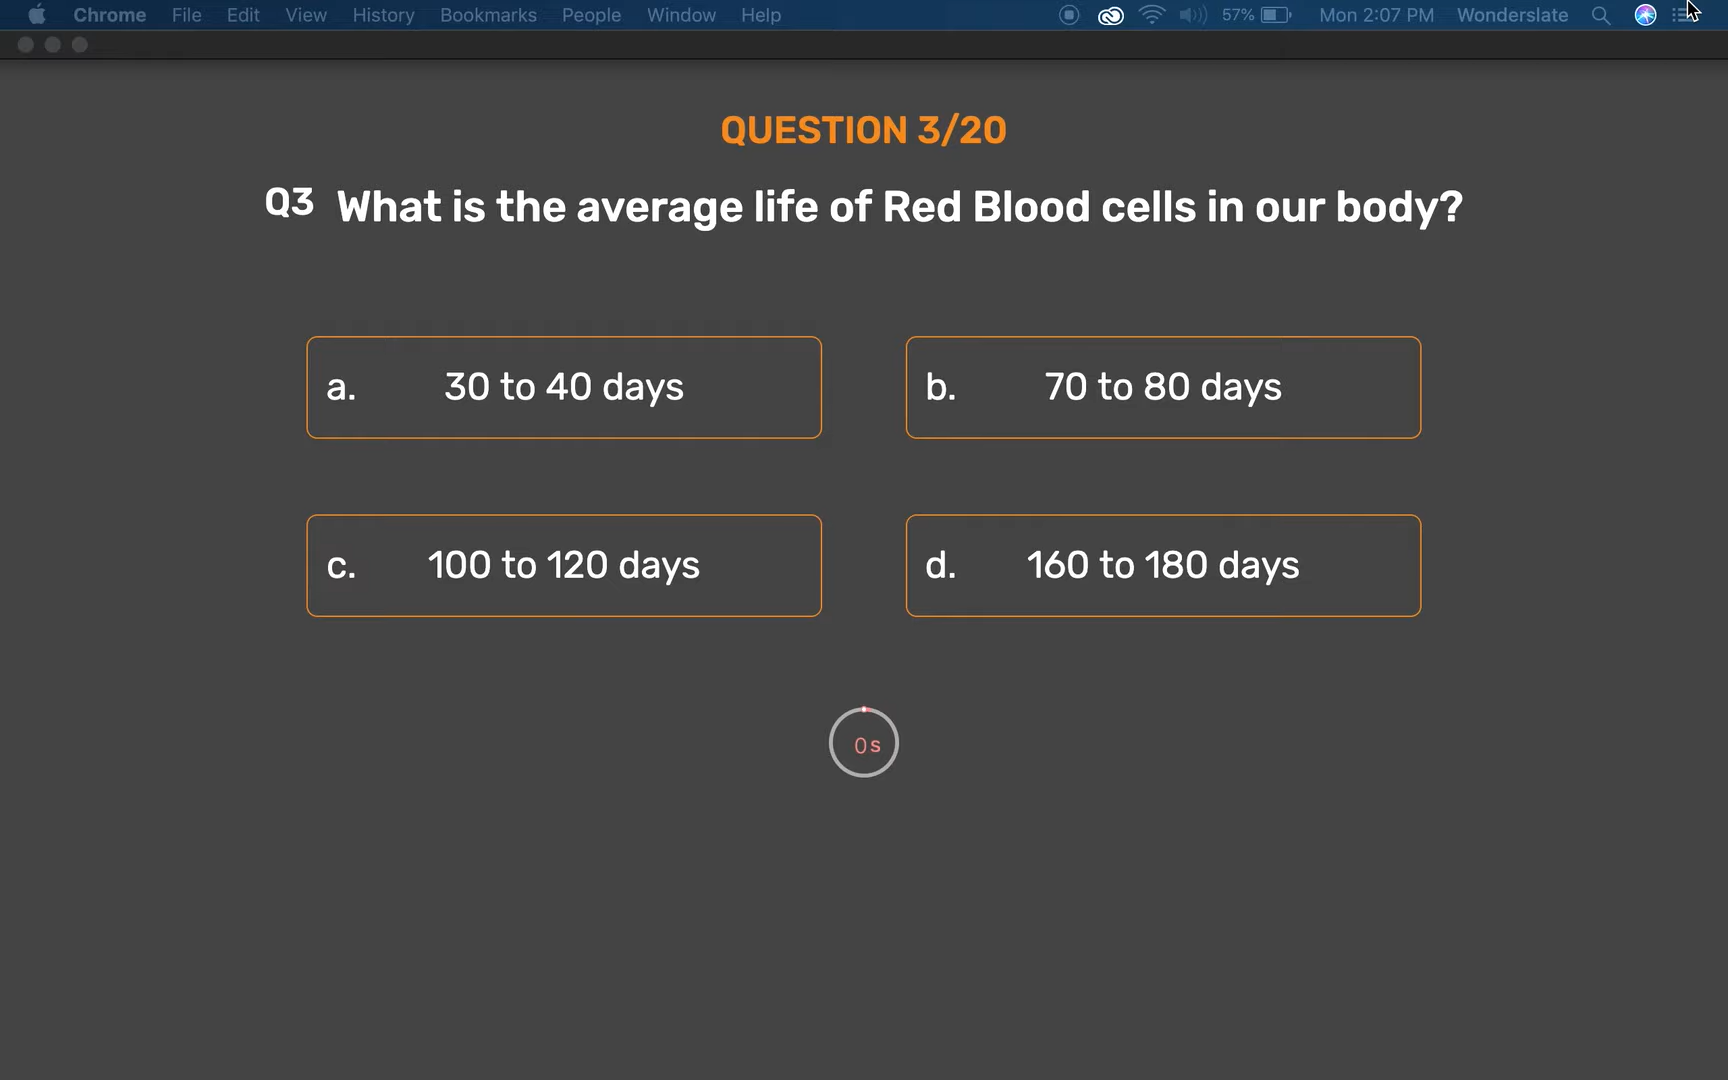 Chrome File Edit View History Bookmarks People Window Help 57% Mon 2:07 PM Wonderslate
QUESTION 3/20
Q3 What is the average life of Red Blood cells in our body?
a. 30 to 40 days
b. 70 to 80 days
c. 100 to 120 days
d. 160 to 180 days
0 s